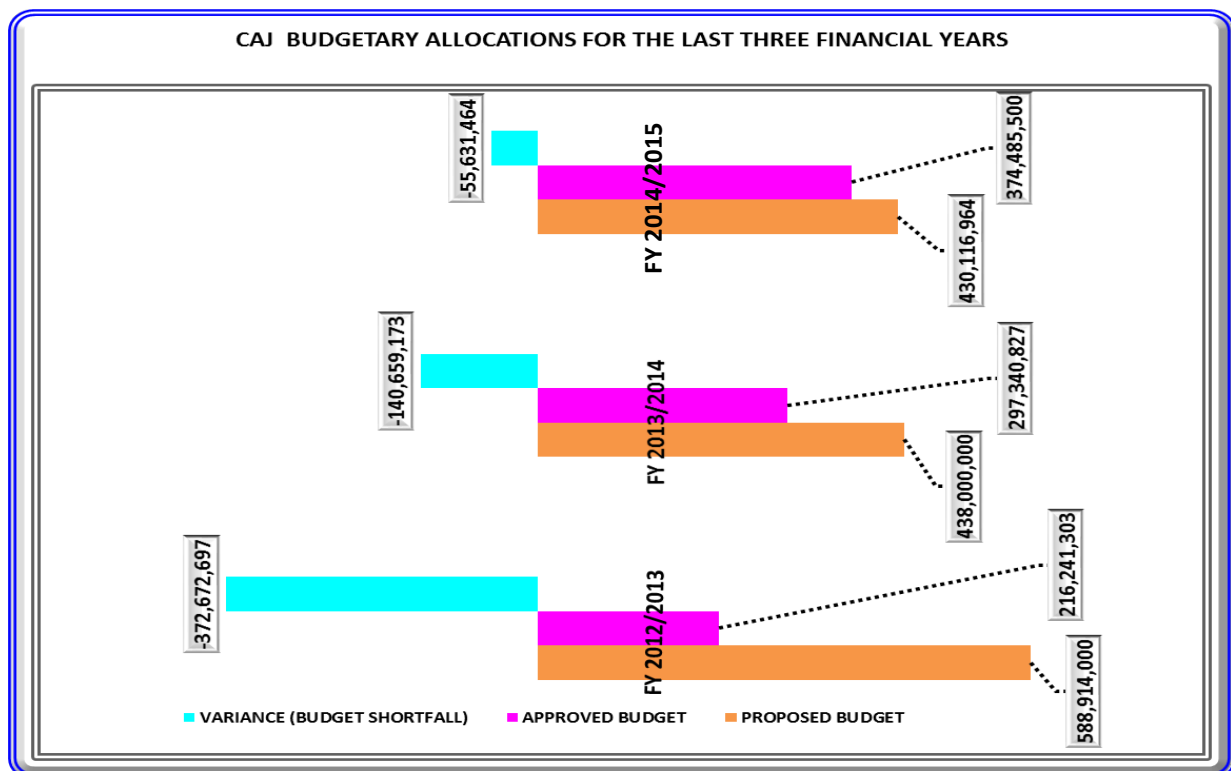 CAJ BUDGETARY ALLOCATIONS FOR THE LAST THREE FINANCIAL YEARS
-55,631,464
FY 2014/2015
374,485,500
430,116,964
-140,659,173
FY 2013/2014
297,340,827
438,000,000
-372,672,697
FY 2012/2013
216,241,303
588,914,000
VARIANCE (BUDGET SHORTFALL) APPROVED BUDGET PROPOSED BUDGET